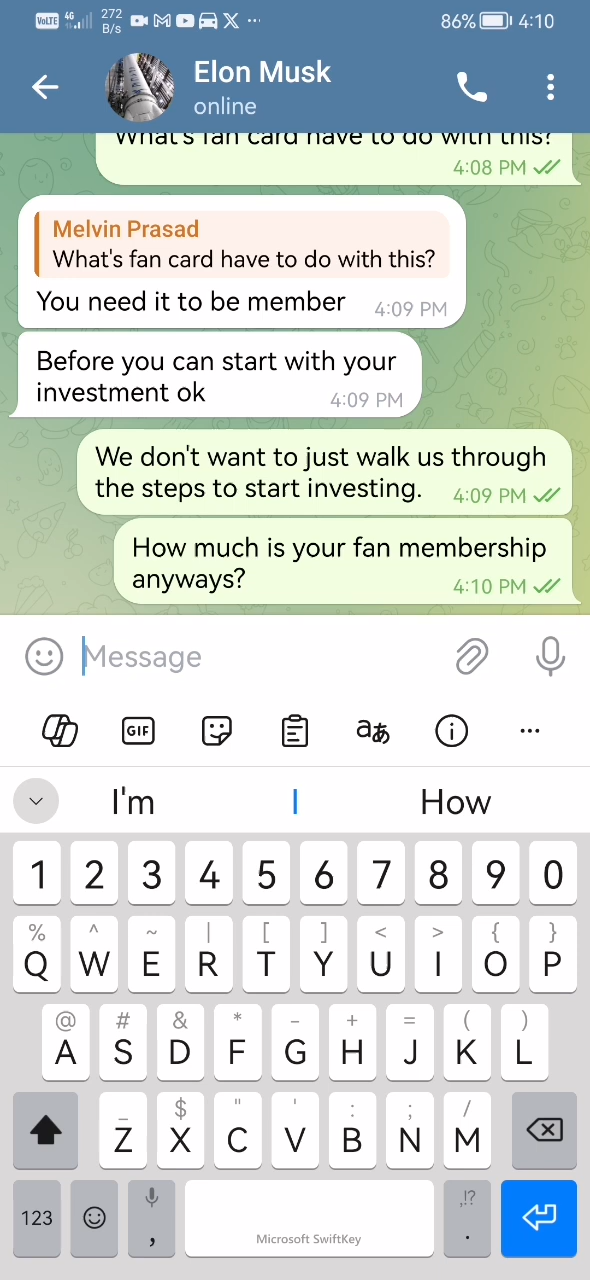 VoLTE 4G 272 B/s 86% 4:10
Elon Musk
online
What's fan card have to do with this?
4:08 PM
Melvin Prasad
What's fan card have to do with this?
You need it to be member 4:09 PM
Before you can start with your
investment ok 4:09 PM
We don't want to just walk us through
the steps to start investing. 4:09 PM
How much is your fan membership
anyways? 4:10 PM
Message
GIF aあ
I'm I How
1 2 3 4 5 6 7 8 9 0
% ^ ~ | [ ] < > { }
Q W E R T Y U I O P
@ # & * - + = ( )
A S D F G H J K L
_ $ " ' : ; /
Z X C V B N M
123 , Microsoft SwiftKey ,!? .